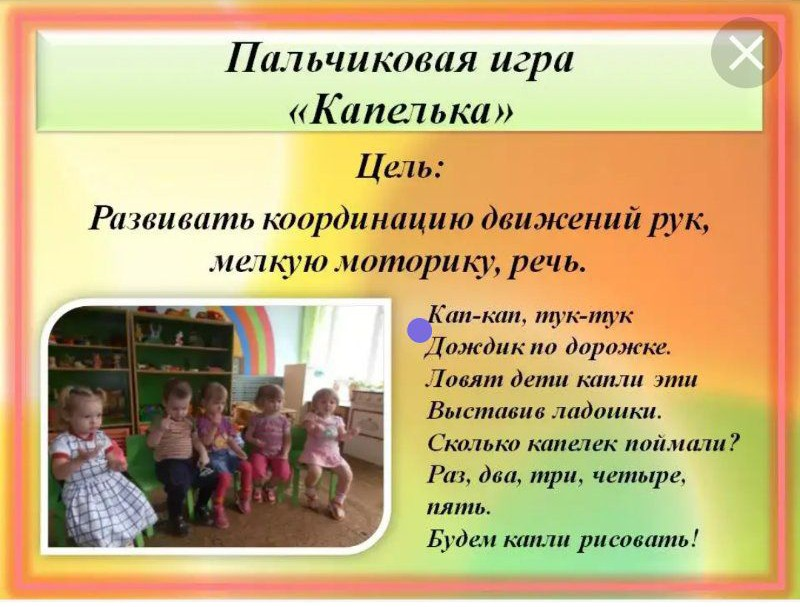 Пальчиковая игра
«Капелька»
Цель:
Развивать координацию движений рук,
мелкую моторику, речь.
Кап-кап, тук-тук
Дождик по дорожке.
Ловят дети капли эти
Выставив ладошки.
Сколько капелек поймали?
Раз, два, три, четыре,
пять.
Будем капли рисовать!